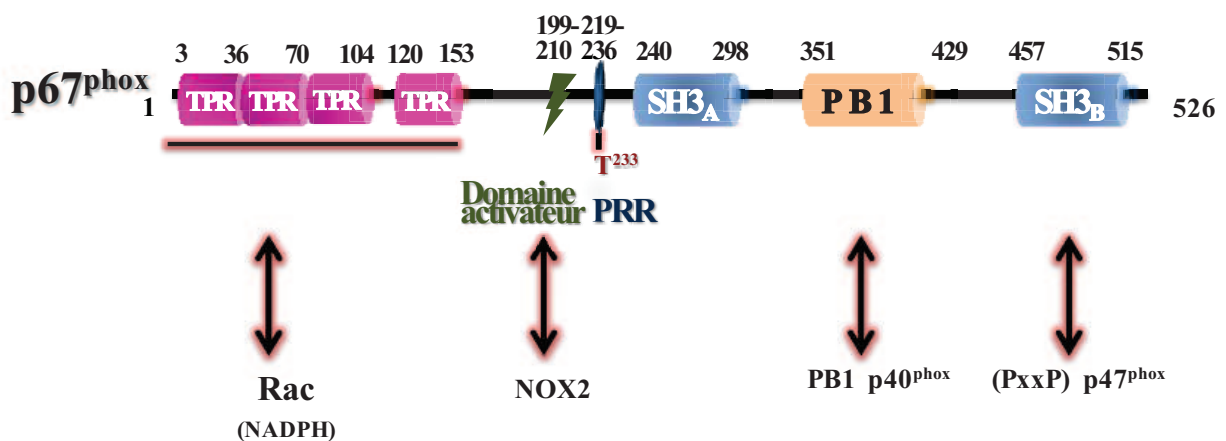 199- 219-
3 36 70 104 120 153 210 236 240 298 351 429 457 515
p67phox 1 TPR TPR TPR TPR SH3A PB1 SH3B 526
T233
Domaine
activateur PRR
Rac NOX2 PB1 p40phox (PxxP) p47phox
(NADPH)